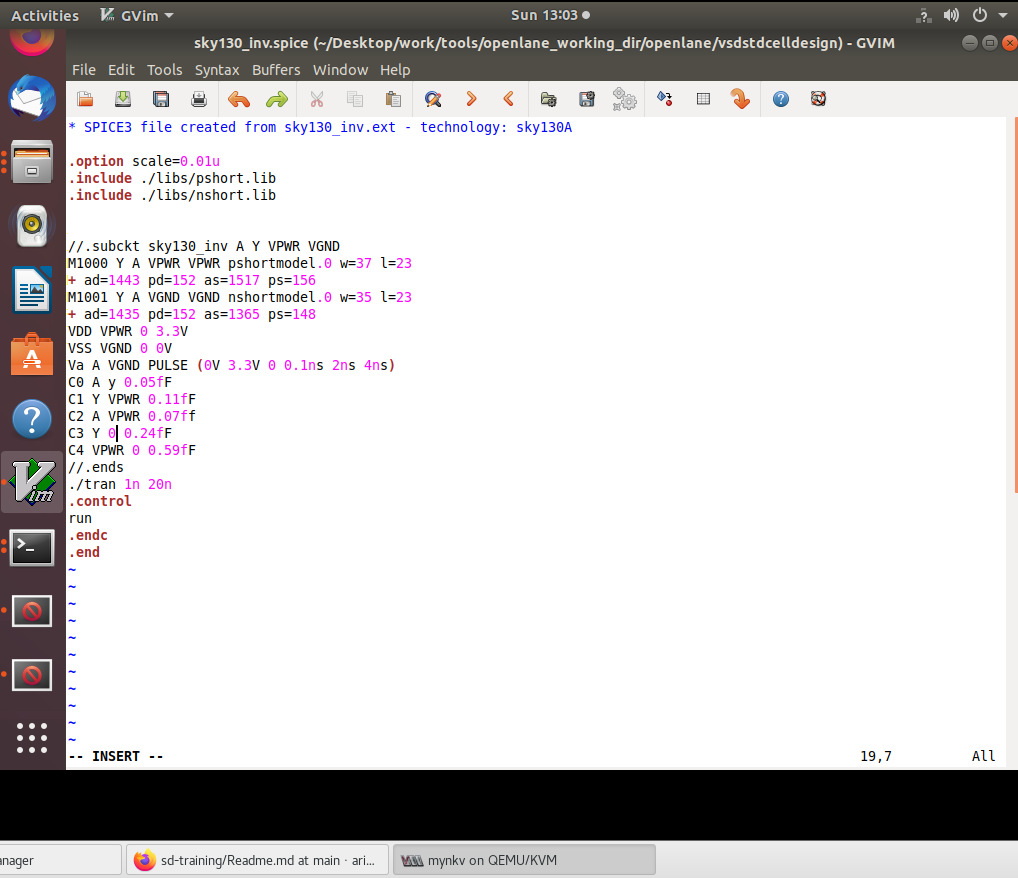 Activities GVim Sun 13:03
sky130_inv.spice (~/Desktop/work/tools/openlane_working_dir/openlane/vsdstdcelldesign) - GVIM
File Edit Tools Syntax Buffers Window Help
* SPICE3 file created from sky130_inv.ext - technology: sky130A
.option scale=0.01u
.include ./libs/pshort.lib
.include ./libs/nshort.lib
//.subckt sky130_inv A Y VPWR VGND
M1000 Y A VPWR VPWR pshortmodel.0 w=37 l=23
+ ad=1443 pd=152 as=1517 ps=156
M1001 Y A VGND VGND nshortmodel.0 w=35 l=23
+ ad=1435 pd=152 as=1365 ps=148
VDD VPWR 0 3.3V
VSS VGND 0 0V
Va A VGND PULSE (0V 3.3V 0 0.1ns 2ns 4ns)
C0 A y 0.05fF
C1 Y VPWR 0.11fF
C2 A VPWR 0.07ff
C3 Y 0 0.24fF
C4 VPWR 0 0.59fF
//.ends
./tran 1n 20n
.control
run
.endc
.end
~
~
~
~
~
~
~
~
~
~
~
-- INSERT -- 19,7 All
anager sd-training/Readme.md at main · ari... mynkv on QEMU/KVM